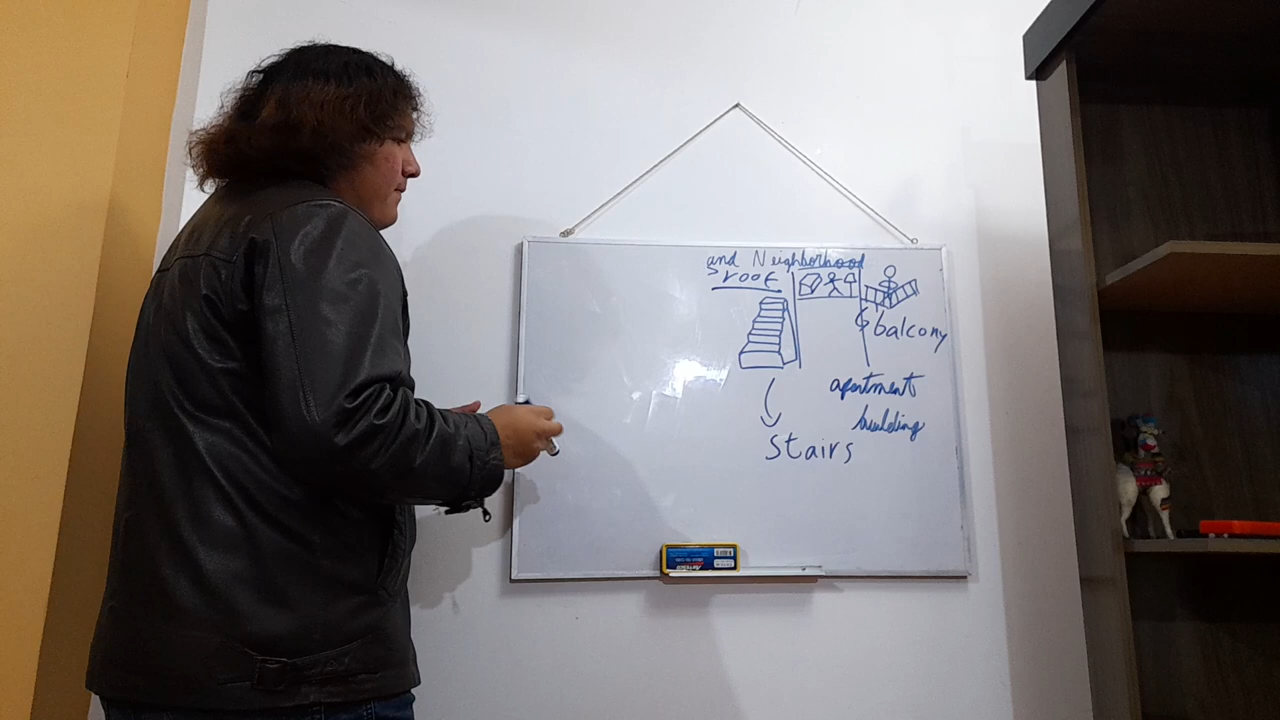 and Neighborhood
roof
balcony
apartment
building
stairs